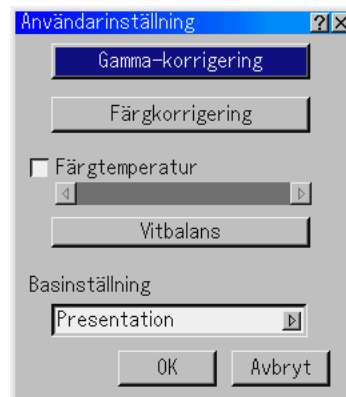 Användarinställning
Gamma-korrigering
Färgkorrigering
Färgtemperatur
Vitbalans
Basinställning
Presentation
OK Avbryt